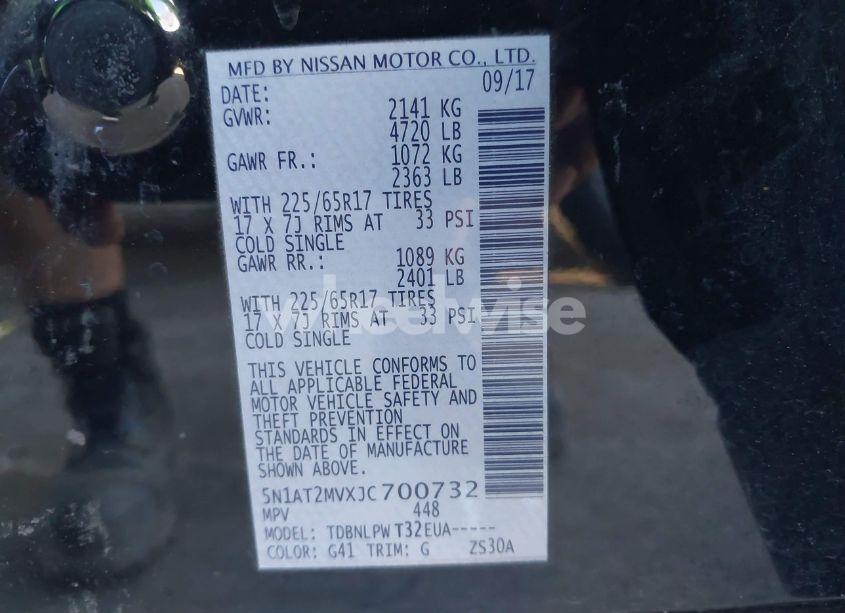 MFD BY NISSAN MOTOR CO., LTD.
DATE: 09/17
GVWR: 2141 KG
4720 LB
GAWR FR.: 1072 KG
2363 LB
WITH 225/65R17 TIRES
17 X 7J RIMS AT 33 PSI
COLD SINGLE
GAWR RR.: 1089 KG
2401 LB
WITH 225/65R17 TIRES
17 X 7J RIMS AT 33 PSI
COLD SINGLE
wheelwise
THIS VEHICLE CONFORMS TO
ALL APPLICABLE FEDERAL
MOTOR VEHICLE SAFETY AND
THEFT PREVENTION
STANDARDS IN EFFECT ON
THE DATE OF MANUFACTURE
SHOWN ABOVE.
5N1AT2MVXJC700732
MPV 448
MODEL: TDBNLPW T32EUA-----
COLOR: G41 TRIM: G ZS30A